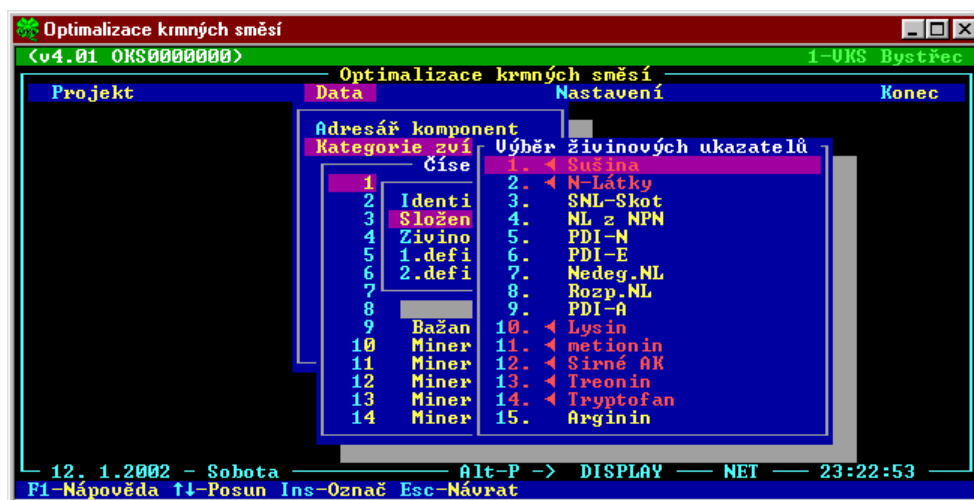 Optimalizace krmných směsí
(v4.01 OKS0000000) 1-VKS Bystřec
Optimalizace krmných směsí
Projekt Data Nastavení Konec
Adresář komponent
Kategorie zví
Výběr živinových ukazatelů
Číse
1
2 Identi
3 Složen
4 Živino
5 1.defi
6 2.defi
7
8
9 Bažan
10 Miner
11 Miner
12 Miner
13 Miner
14 Miner
1. ◄ Sušina
2. ◄ N-Látky
3. SNL-Skot
4. NL z NPN
5. PDI-N
6. PDI-E
7. Nedeg.NL
8. Rozp.NL
9. PDI-A
10. ◄ Lysin
11. ◄ metionin
12. ◄ Sirné AK
13. ◄ Treonin
14. ◄ Tryptofan
15. Arginin
12. 1.2002 - Sobota Alt-P -> DISPLAY NET 23:22:53
F1-Nápověda ↑↓-Posun Ins-Označ Esc-Návrat